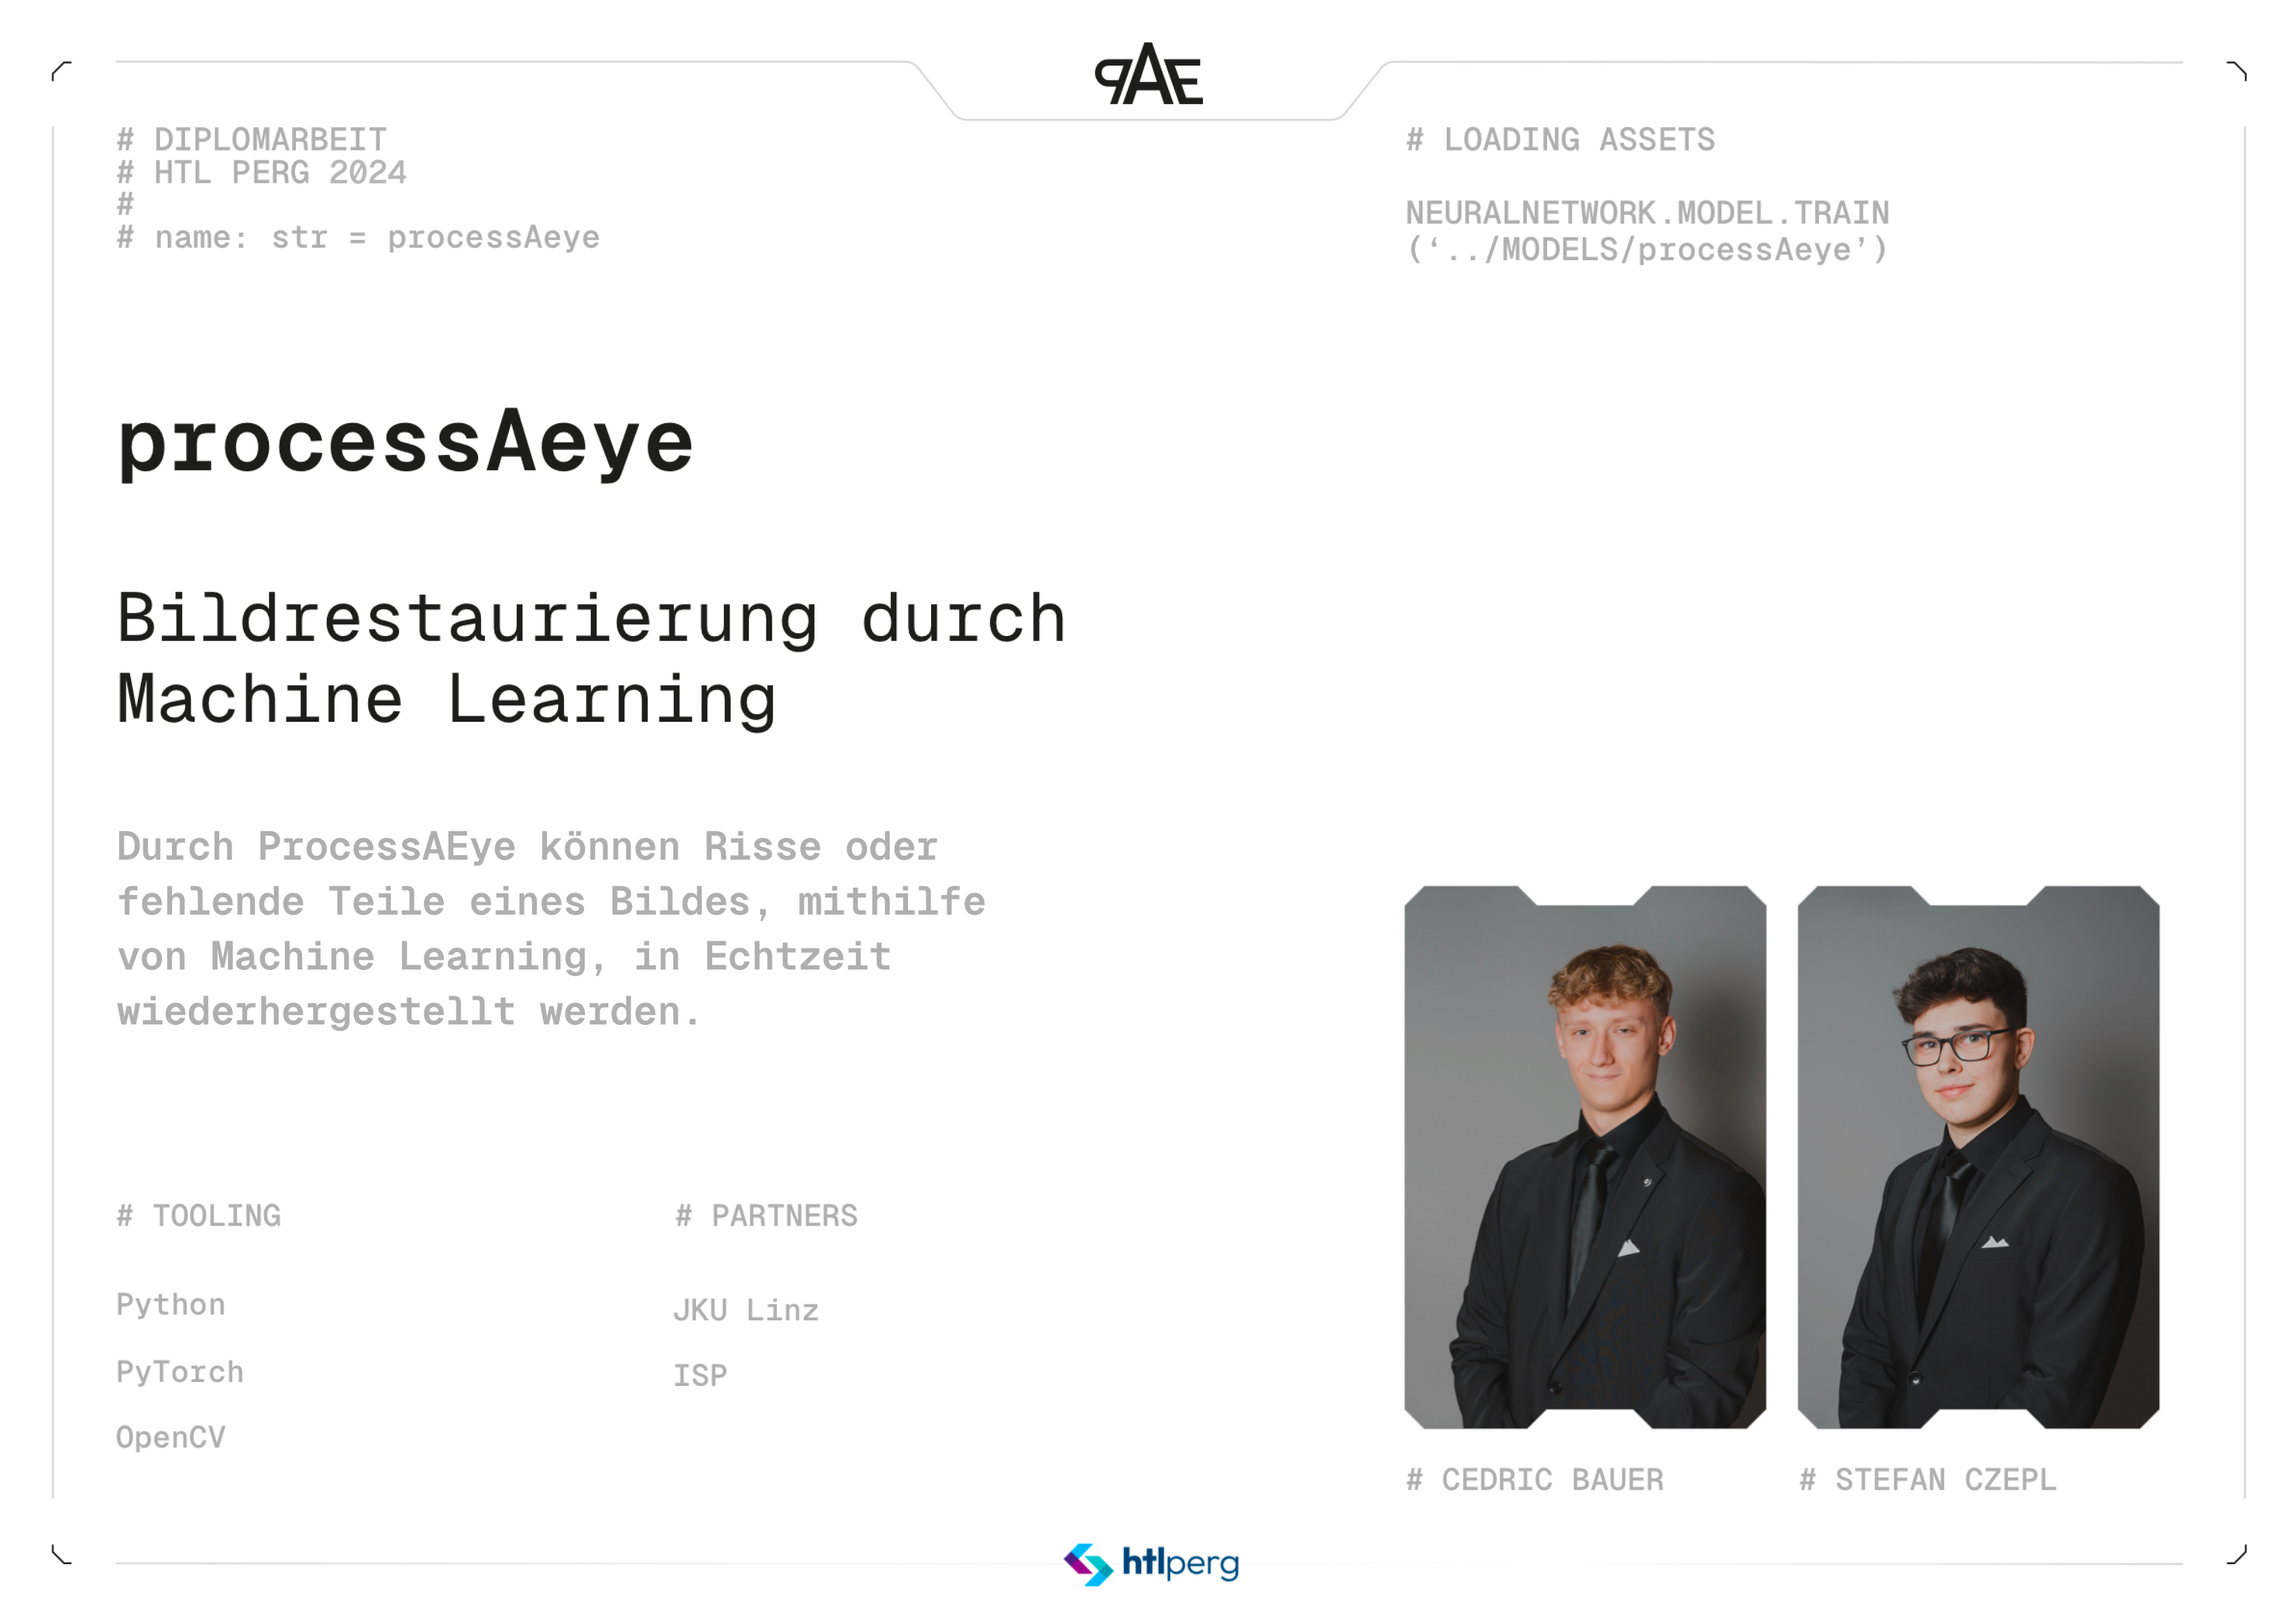 PAE
# DIPLOMARBEIT
# HTL PERG 2024
#
# name: str = processAeye
# LOADING ASSETS
NEURALNETWORK.MODEL.TRAIN
(‘../MODELS/processAeye’)
processAeye
Bildrestaurierung durch
Machine Learning
Durch ProcessAEye können Risse oder
fehlende Teile eines Bildes, mithilfe
von Machine Learning, in Echtzeit
wiederhergestellt werden.
# TOOLING
Python
PyTorch
OpenCV
# PARTNERS
JKU Linz
ISP
# CEDRIC BAUER
# STEFAN CZEPL
htlperg